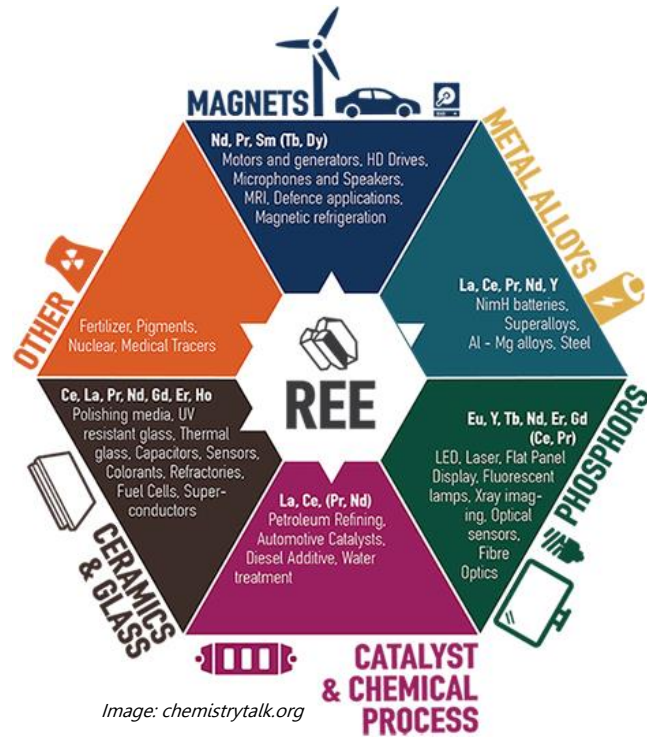 MAGNETS
Nd, Pr, Sm (Tb, Dy)
Motors and generators, HD Drives,
Microphones and Speakers,
MRI, Defence applications,
Magnetic refrigeration
METAL ALLOYS
La, Ce, Pr, Nd, Y
NimH batteries,
Superalloys,
Al - Mg alloys, Steel
OTHER
Fertilizer, Pigments,
Nuclear, Medical Tracers
REE
Ce, La, Pr, Nd, Gd, Er, Ho
Polishing media, UV
resistant glass, Thermal
glass, Capacitors, Sensors,
Colorants, Refractories,
Fuel Cells, Super-
conductors
CERAMICS
& GLASS
La, Ce, (Pr, Nd)
Petroleum Refining,
Automotive Catalysts,
Diesel Additive, Water
treatment
Eu, Y, Tb, Nd, Er, Gd
(Ce, Pr)
LED, Laser, Flat Panel
Display, Fluorescent
lamps, Xray imag-
ing, Optical
sensors,
Fibre
Optics
PHOSPHORS
CATALYST
& CHEMICAL
PROCESS
Image: chemistrytalk.org